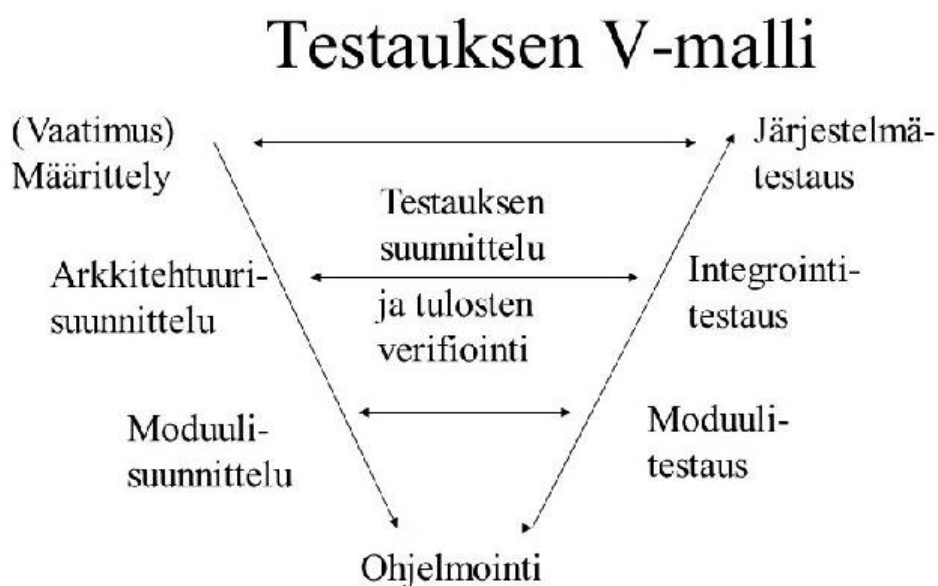 Testauksen V-malli
(Vaatimus)
Määrittely
Järjestelmä-
testaus
Testauksen
suunnittelu
Arkkitehtuuri-
suunnittelu
Integrointi-
testaus
ja tulosten
verifiointi
Moduuli-
suunnittelu
Moduuli-
testaus
Ohjelmointi